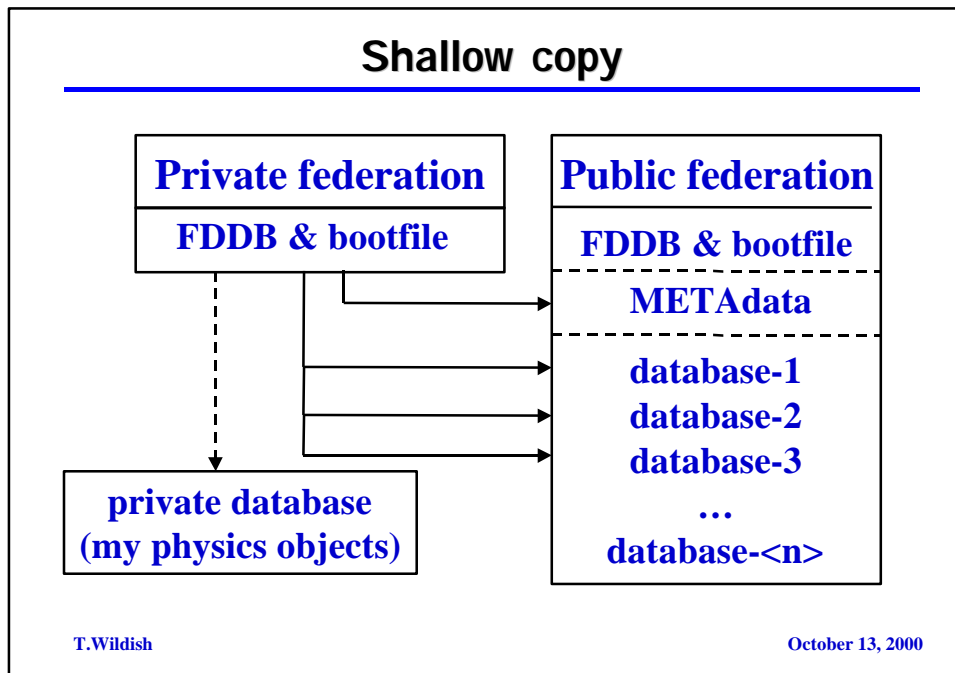 Shallow copy
Private federation
FDDB & bootfile
private database
(my physics objects)
Public federation
FDDB & bootfile
METAdata
database-1
database-2
database-3
…
database-<n>
T.Wildish
October 13, 2000